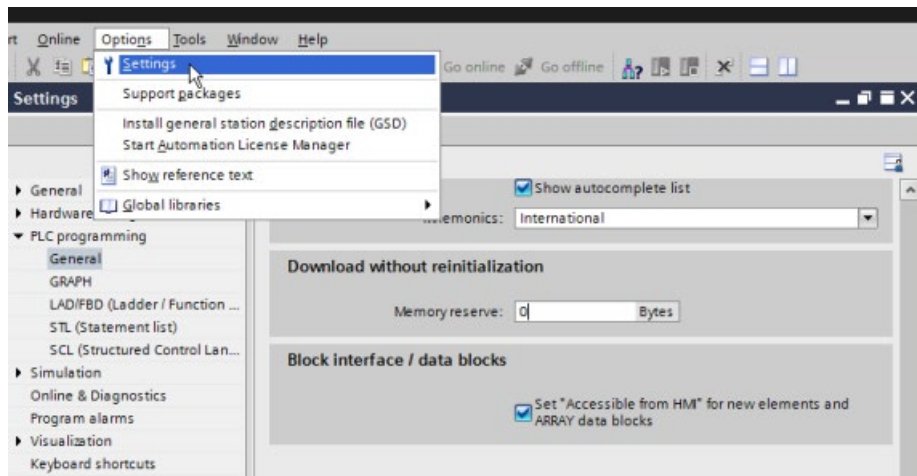 rt Online Options Tools Window Help
Settings Go online Go offline
Settings
Support packages
Install general station description file (GSD)
Start Automation License Manager
Show reference text
Global libraries
General
Show autocomplete list
Hardware
emonics: International
PLC programming
General
Download without reinitialization
GRAPH
LAD/FBD (Ladder / Function ...
Memory reserve: 0 Bytes
STL (Statement list)
SCL (Structured Control Lan...
Block interface / data blocks
Simulation
Online & Diagnostics
Set "Accessible from HMI" for new elements and
ARRAY data blocks
Program alarms
Visualization
Keyboard shortcuts